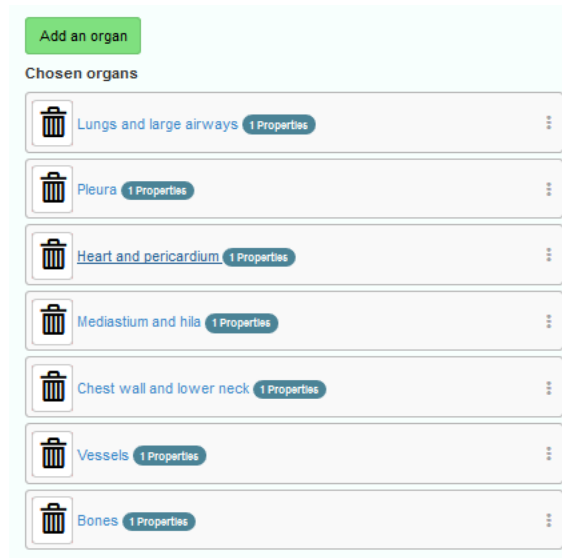 Add an organ
Chosen organs
Lungs and large airways 1 Properties
Pleura 1 Properties
Heart and pericardium 1 Properties
Mediastium and hila 1 Properties
Chest wall and lower neck 1 Properties
Vessels 1 Properties
Bones 1 Properties